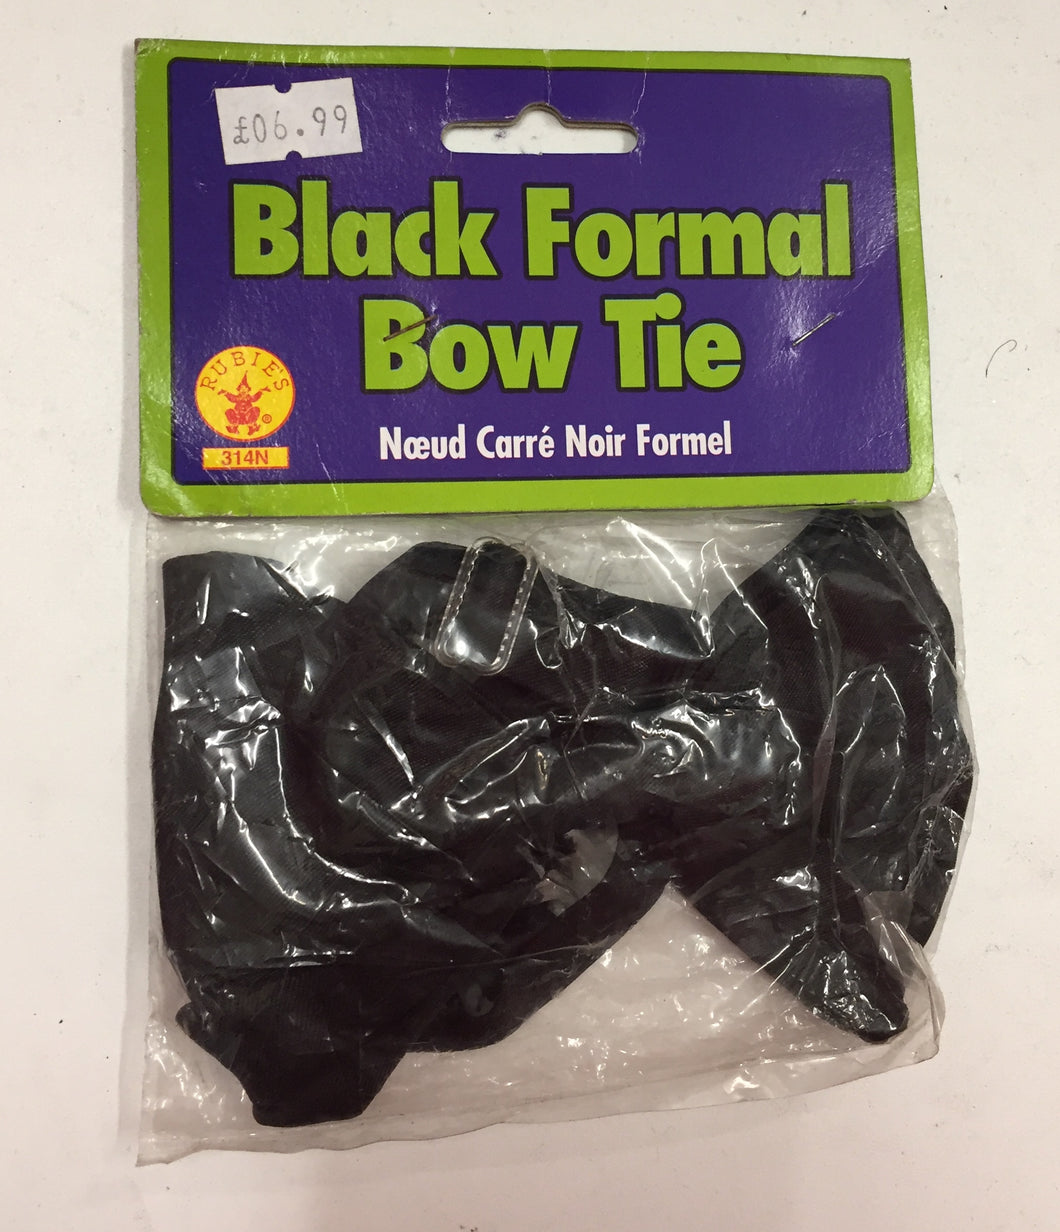 £06.99
Black Formal
Bow Tie
Nœud Carré Noir Formel
RUBIE'S
®
314N